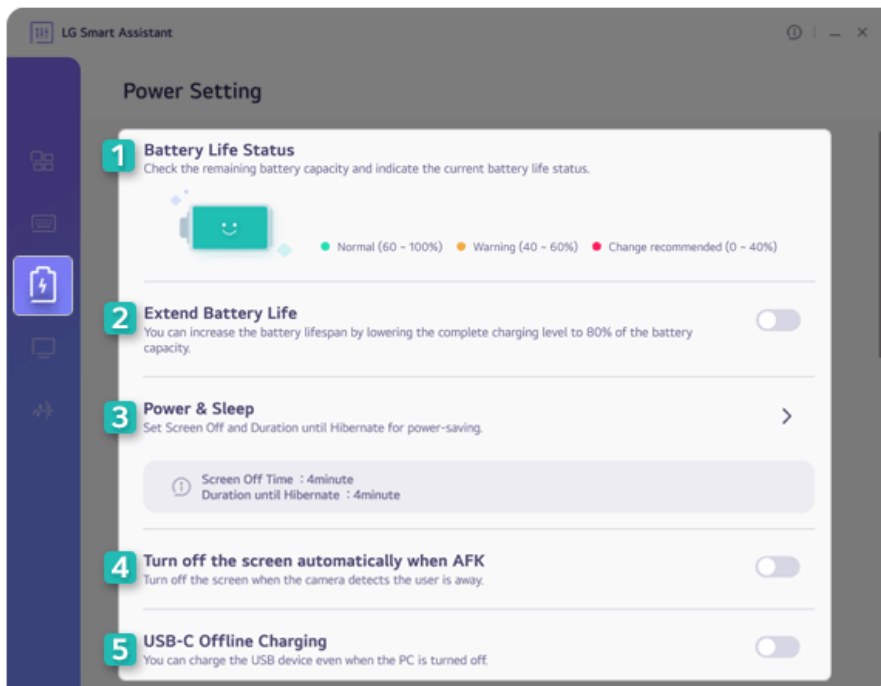 LG Smart Assistant
Power Setting
1
Battery Life Status
Check the remaining battery capacity and indicate the current battery life status.
Normal (60 ~ 100%) Warning (40 ~ 60%) Change recommended (0 ~ 40%)
2
Extend Battery Life
You can increase the battery lifespan by lowering the complete charging level to 80% of the battery
capacity.
3
Power & Sleep
Set Screen Off and Duration until Hibernate for power-saving.
Screen Off Time : 4minute
Duration until Hibernate : 4minute
4
Turn off the screen automatically when AFK
Turn off the screen when the camera detects the user is away.
5
USB-C Offline Charging
You can charge the USB device even when the PC is turned off.